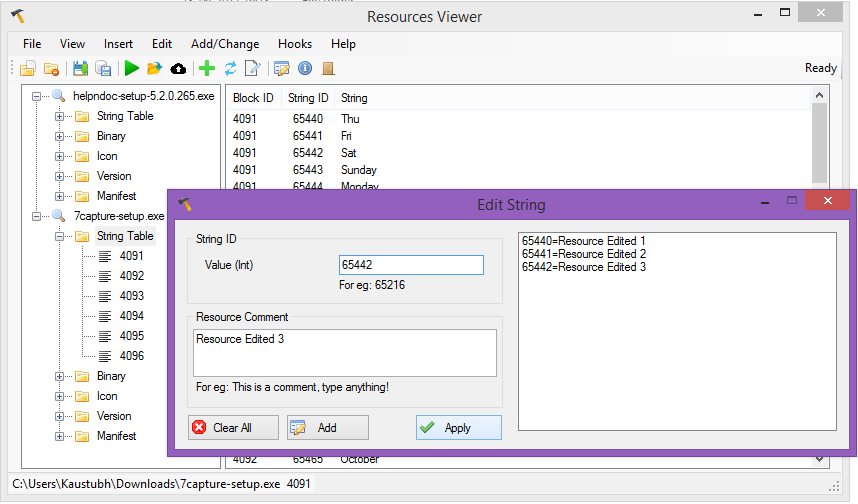 Resources Viewer
File View Insert Edit Add/Change Hooks Help
Ready
helpndoc-setup-5.2.0.265.exe
String Table
Binary
Icon
Version
Manifest
7capture-setup.exe
String Table
4091
4092
4093
4094
4095
4096
Binary
Icon
Version
Manifest
Block ID String ID String
4091 65440 Thu
4091 65441 Fri
4091 65442 Sat
4091 65443 Sunday
4091 65444 Monday
Edit String
String ID
Value (Int) 65442
For eg: 65216
Resource Comment
Resource Edited 3
For eg: This is a comment, type anything!
Clear All Add Apply
65440=Resource Edited 1
65441=Resource Edited 2
65442=Resource Edited 3
4092 65465 October
C:\Users\Kaustubh\Downloads\7capture-setup.exe 4091